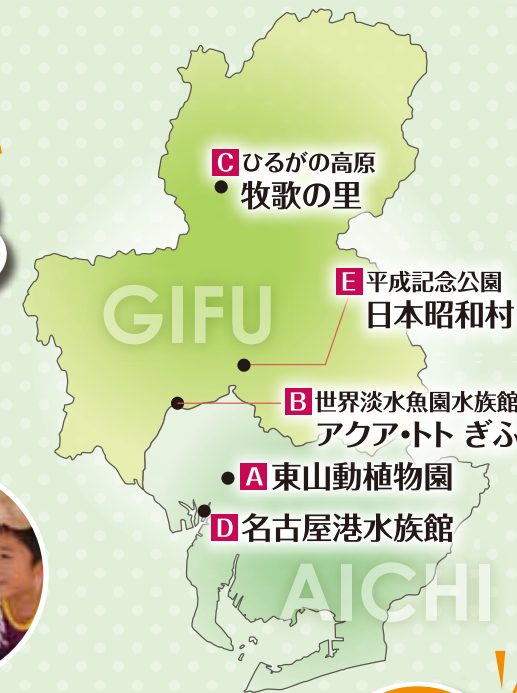 C ひるがの高原
牧歌の里
E 平成記念公園
日本昭和村
GIFU
B 世界淡水魚園水族館
アクア・トト ぎふ
A 東山動植物園
D 名古屋港水族館
AICHI